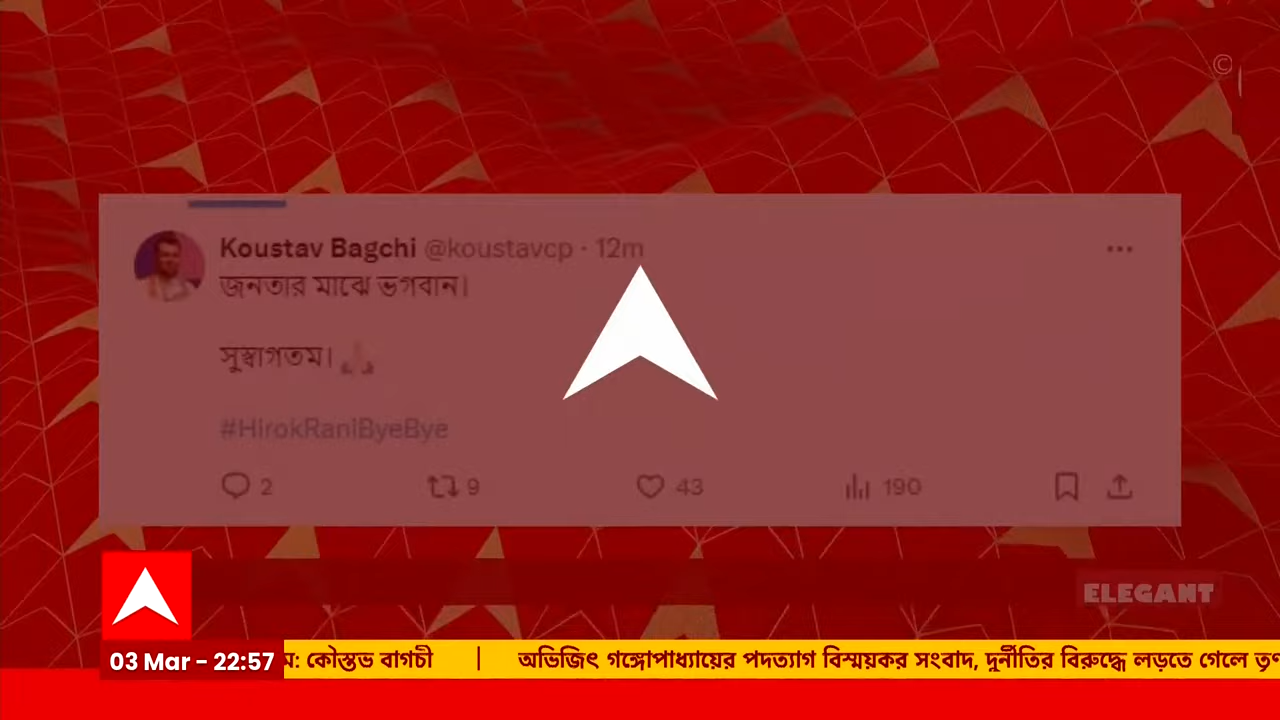 ©
Koustav Bagchi @koustavcp · 12m
জনতার মাঝে ভগবান।
সুস্বাগতম।
#HirokRaniByeBye
2 9 43 190
ELEGANT
03 Mar - 22:57
কৌস্তভ বাগচী | অভিজিৎ গঙ্গোপাধ্যায়ের পদত্যাগ বিস্ময়কর সংবাদ, দুর্নীতির বিরুদ্ধে লড়তে গেলে